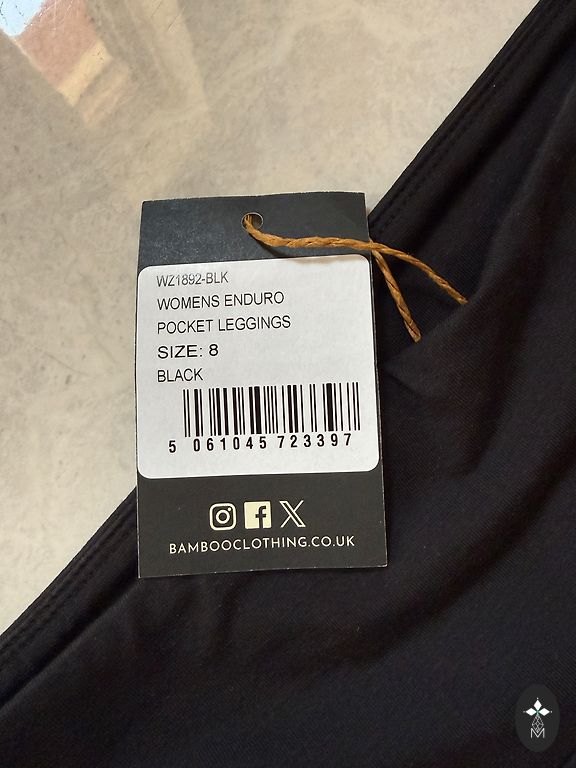 WZ1892-BLK
WOMENS ENDURO
POCKET LEGGINGS
SIZE: 8
BLACK
5 061045 723397
BAMBOOCLOTHING.CO.UK
M